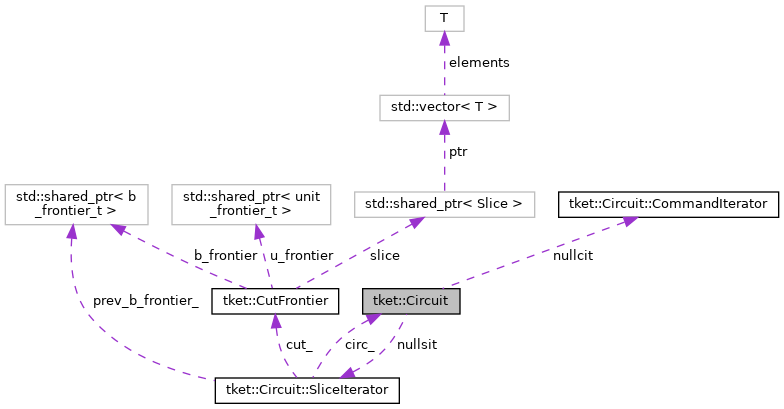 T
elements
std::vector< T >
ptr
std::shared_ptr< b
_frontier_t >
std::shared_ptr< unit
_frontier_t >
std::shared_ptr< Slice >
tket::Circuit::CommandIterator
b_frontier
u_frontier
slice
nullcit
prev_b_frontier_
tket::CutFrontier
tket::Circuit
cut_
circ_
nullsit
tket::Circuit::SliceIterator